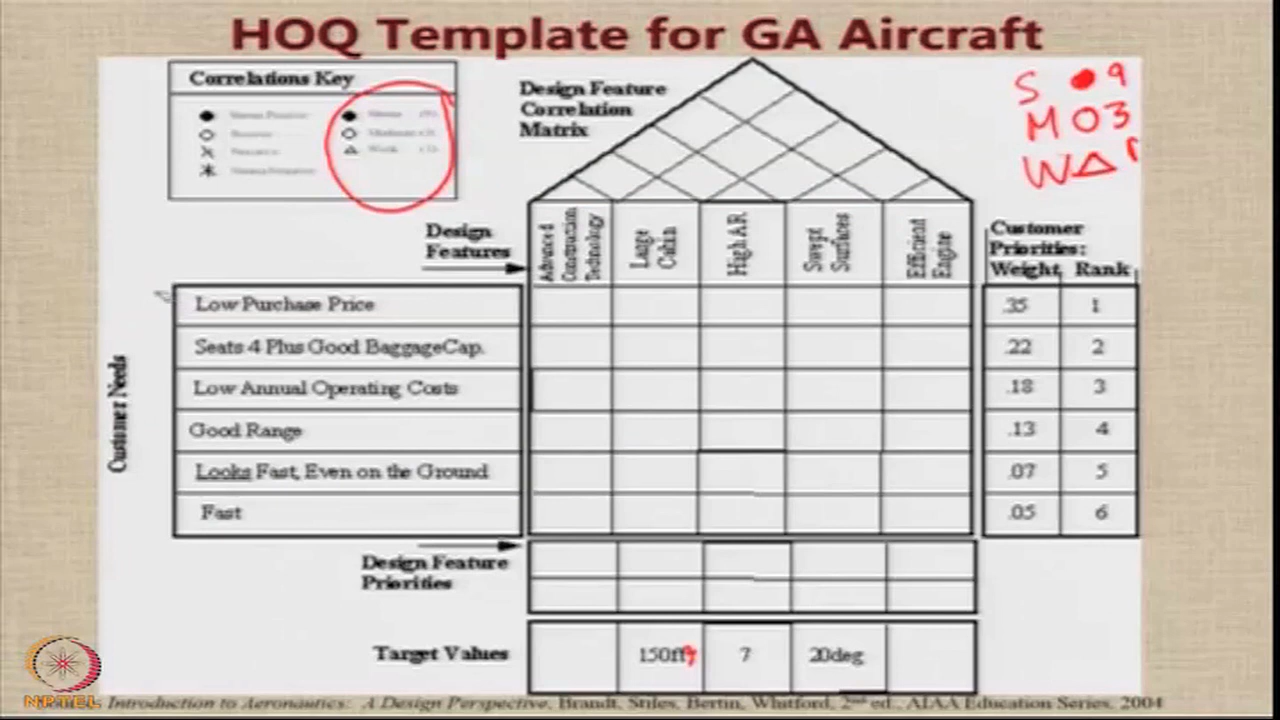 HOQ Template for GA Aircraft
Correlations Key
Design Feature
Correlation
Matrix
S ● 9
M O 3
W Δ
Design
Features
Advanced
Construction
Technology
Large
Cabin
High AR
Swept
Surfaces
Efficient
Engine
Customer
Priorities:
Weight Rank
Customer Needs
Low Purchase Price .35 1
Seats 4 Plus Good BaggageCap. .22 2
Low Annual Operating Costs .18 3
Good Range .13 4
Looks Fast, Even on the Ground .07 5
Fast .05 6
Design Feature
Priorities
Target Values 7 20deg
NPTEL
Introduction to Aeronautics: A Design Perspective, Brandt, Stiles, Bertin, Whitford, 2nd ed., AIAA Education Series, 2004